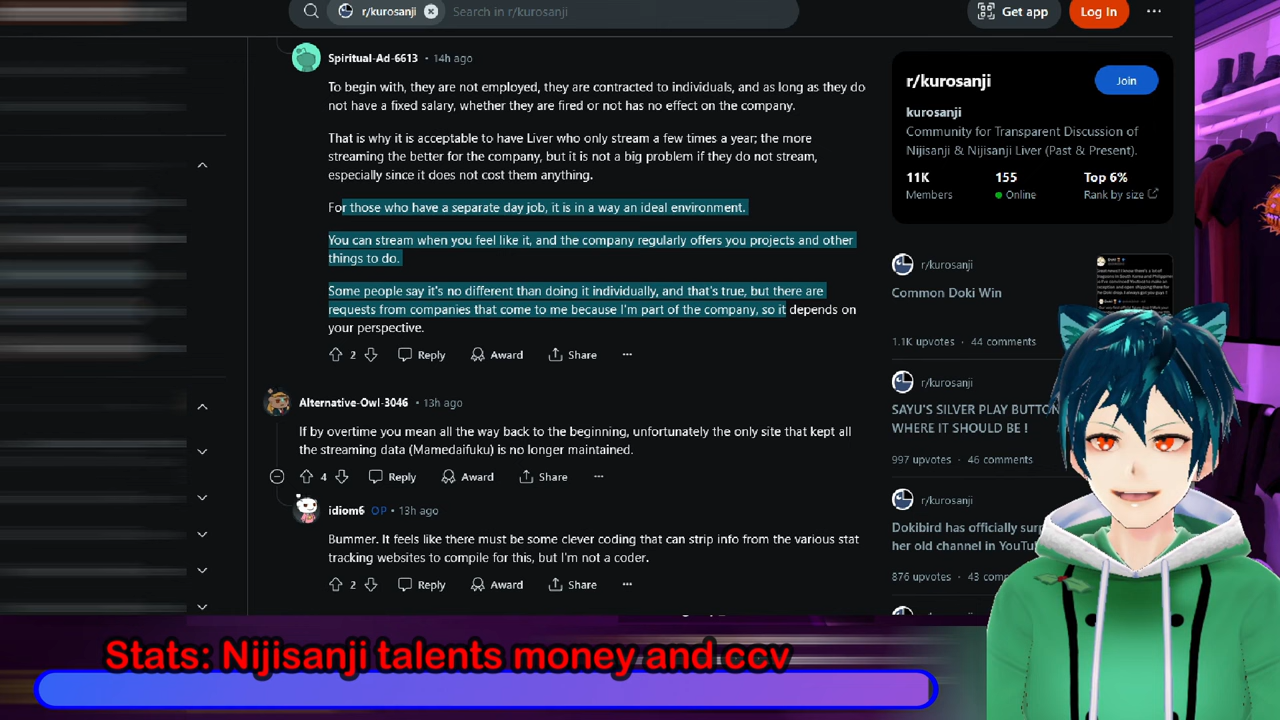 r/kurosanji
Search in r/kurosanji
Get app
Log In
Spiritual-Ad-6613 • 14h ago
To begin with, they are not employed, they are contracted to individuals, and as long as they do
not have a fixed salary, whether they are fired or not has no effect on the company.
That is why it is acceptable to have Liver who only stream a few times a year; the more
streaming the better for the company, but it is not a big problem if they do not stream,
especially since it does not cost them anything.
For those who have a separate day job, it is in a way an ideal environment.
You can stream when you feel like it, and the company regularly offers you projects and other
things to do.
Some people say it's no different than doing it individually, and that's true, but there are
requests from companies that come to me because I'm part of the company, so it depends on
your perspective.
2 Reply Award Share
Alternative-Owl-3046 • 13h ago
If by overtime you mean all the way back to the beginning, unfortunately the only site that kept all
the streaming data (Mamedatiku) is no longer maintained.
4 Reply Award Share
idiom6 OP • 13h ago
Bummer. It feels like there must be some clever coding that can strip info from the various stat
tracking websites to compile for this, but I'm not a coder.
2 Reply Award Share
r/kurosanji
Join
kurosanji
Community for Transparent Discussion of
Nijisanji & Nijisanji Liver (Past & Present).
11K 155 Top 6%
Members Online Rank by size
r/kurosanji
Common Doki Win
1.1K upvotes • 44 comments
r/kurosanji
SAYU'S SILVER PLAY BUTTON
WHERE IT SHOULD BE !
997 upvotes • 46 comments
r/kurosanji
Dokibird has officially
her old channel in
876 upvotes • 43
Stats: Nijisanji talents money and ccv